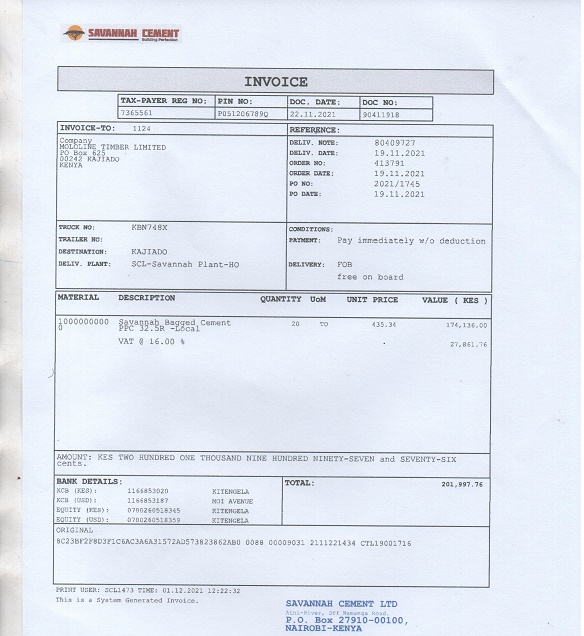 SAVANNAH CEMENT
Building Perfection
INVOICE
TAX-PAYER REG NO: PIN NO: DOC. DATE: DOC NO:
7365561 P051206789Q 22.11.2021 90411918
INVOICE-TO: 1124
Company
MOLOLINE TIMBER LIMITED
PO Box 625
00242 KAJIADO
KENYA
REFERENCE:
DELIV. NOTE: 80409727
DELIV. DATE: 19.11.2021
ORDER NO: 413791
ORDER DATE: 19.11.2021
PO NO: 2021/1745
PO DATE: 19.11.2021
TRUCK NO: KBN748X
TRAILER NO:
DESTINATION: KAJIADO
DELIV. PLANT: SCL-Savannah Plant-HO
CONDITIONS:
PAYMENT: Pay immediately w/o deduction
DELIVERY: FOB
free on board
MATERIAL DESCRIPTION QUANTITY UoM UNIT PRICE VALUE ( KES )
1000000000 Savannah Bagged Cement 20 TO 435.34 174,136.00
0 PPC 32.5R -Local
VAT @ 16.00 % 27,861.76
AMOUNT: KES TWO HUNDRED ONE THOUSAND NINE HUNDRED NINETY-SEVEN and SEVENTY-SIX
cents.
BANK DETAILS: TOTAL: 201,997.76
KCB (KES): 1166853020 KITENGELA
KCB (USD): 1166853187 MOI AVENUE
EQUITY (KES): 0700260518345 KITENGELA
EQUITY (USD): 0700260518359 KITENGELA
ORIGINAL
8C23BF2F8D3F1C6AC3A6A31572AD573823862AB0 0088 00009031 2111221434 CTL19001716
PRINT USER: SCL1473 TIME: 01.12.2021 12:22:32
This is a System Generated Invoice.
SAVANNAH CEMENT LTD
Athi-River, Off Namanga Road.
P.O. Box 27910-00100,
NAIROBI-KENYA